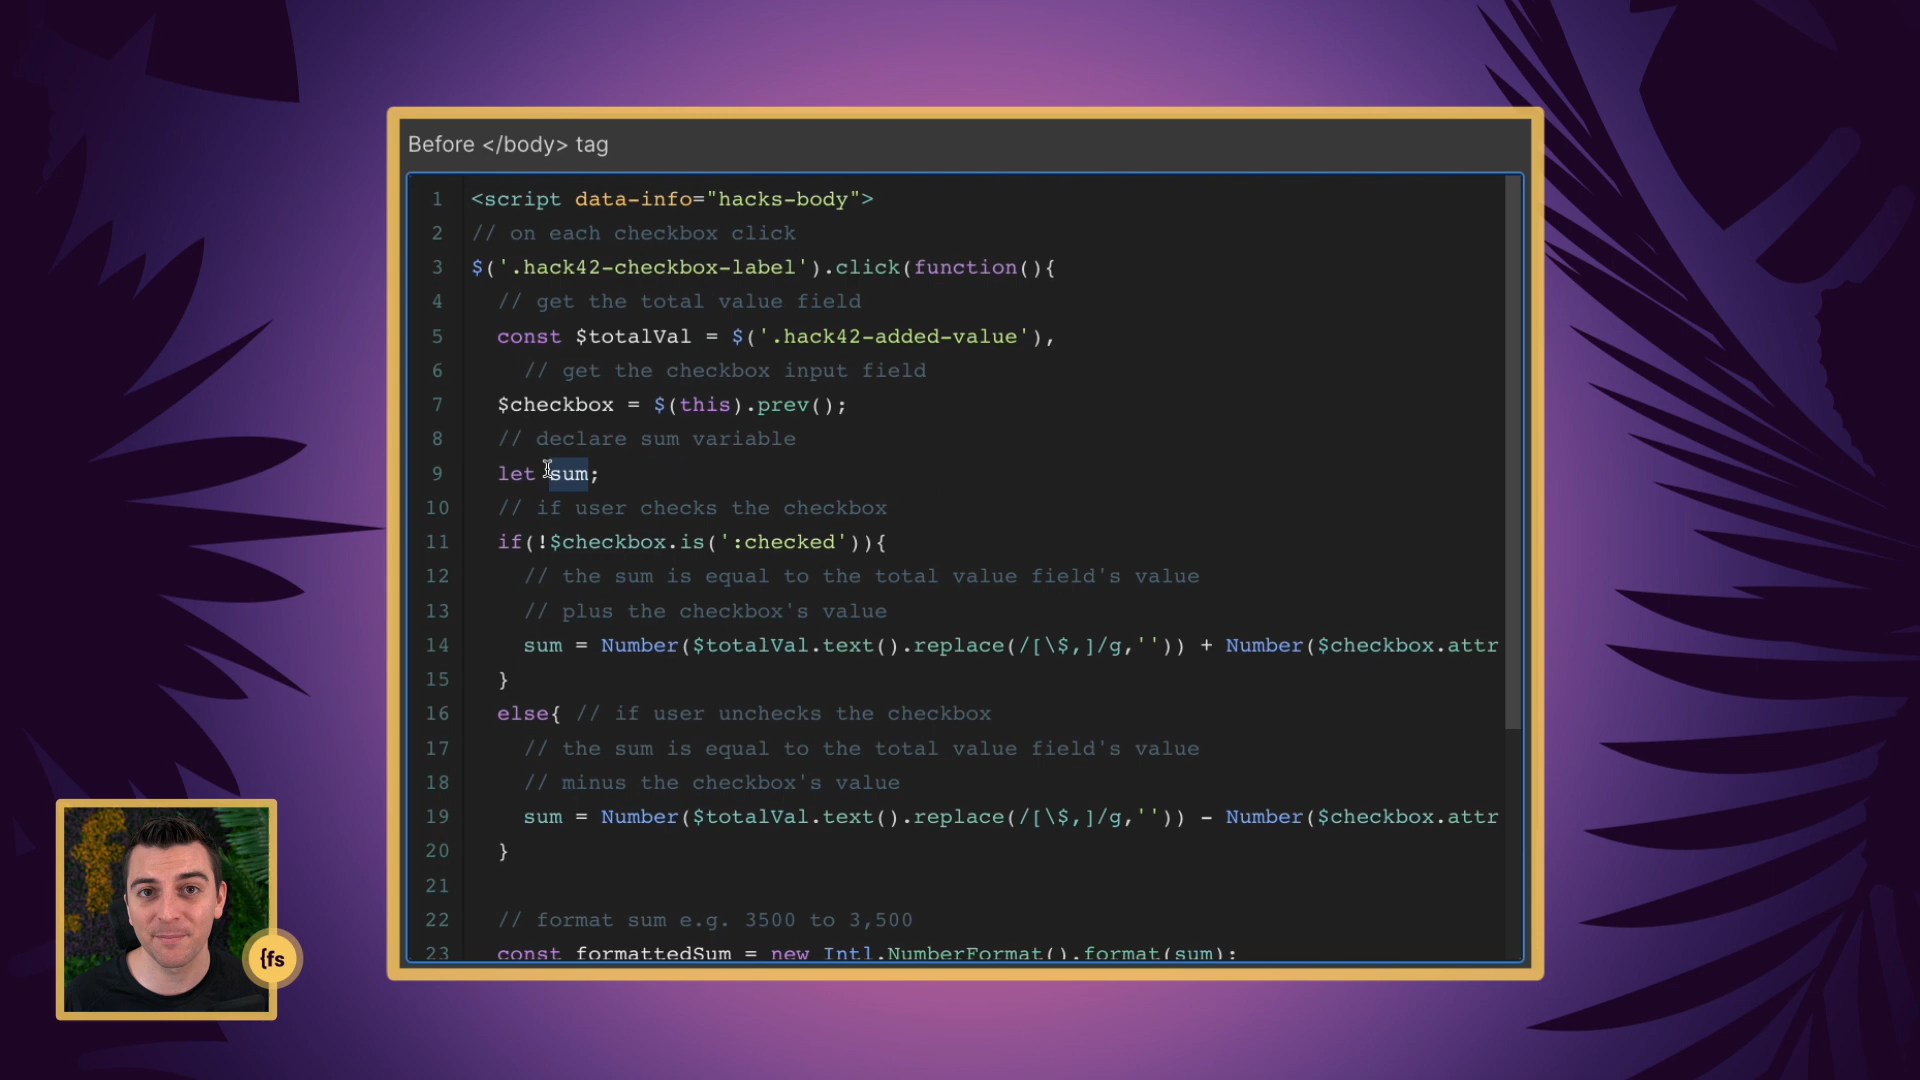 Before </body> tag
1 <script data-info="hacks-body">
2 // on each checkbox click
3 $('.hack42-checkbox-label').click(function(){
4 // get the total value field
5 const $totalVal = $('.hack42-added-value'),
6 // get the checkbox input field
7 $checkbox = $(this).prev();
8 // declare sum variable
9 let sum;
10 // if user checks the checkbox
11 if(!$checkbox.is(':checked')){
12 // the sum is equal to the total value field's value
13 // plus the checkbox's value
14 sum = Number($totalVal.text().replace(/[\$,]/g,'')) + Number($checkbox.attr
15 }
16 else{ // if user unchecks the checkbox
17 // the sum is equal to the total value field's value
18 // minus the checkbox's value
19 sum = Number($totalVal.text().replace(/[\$,]/g,'')) - Number($checkbox.attr
20 }
21
22 // format sum e.g. 3500 to 3,500
23 const formattedSum = new Intl.NumberFormat().format(sum);
{fs